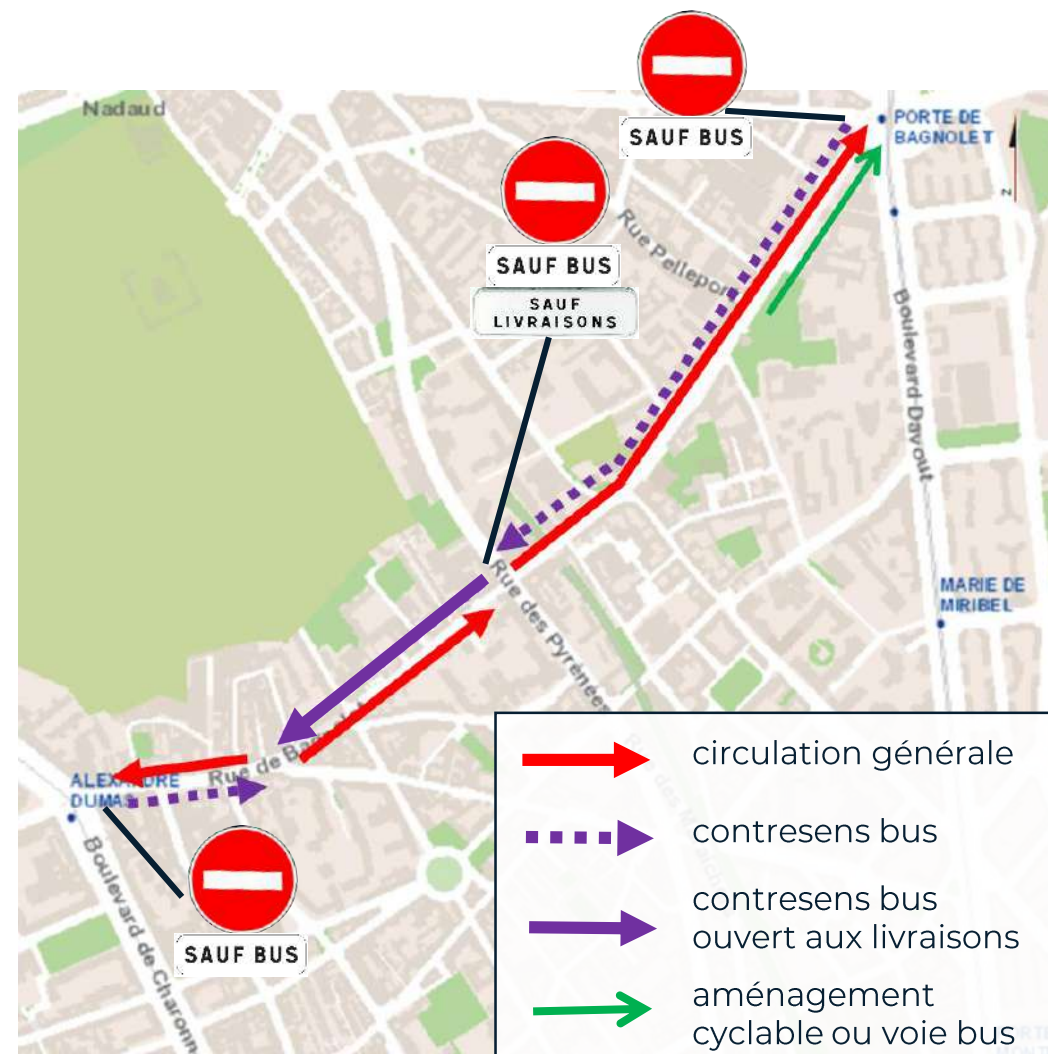 Nadaud
SAUF BUS
PORTE DE
BAGNOLET
SAUF BUS
SAUF
LIVRAISONS
Rue Pelleport
Boulevard Davout
Rue des Pyrénées
MARIE DE
MIRIBEL
Rue de Bagnolet
ALEXANDRE
DUMAS
Boulevard de Charonn
SAUF BUS
circulation générale
contresens bus
contresens bus
ouvert aux livraisons
aménagement
cyclable ou voie bus